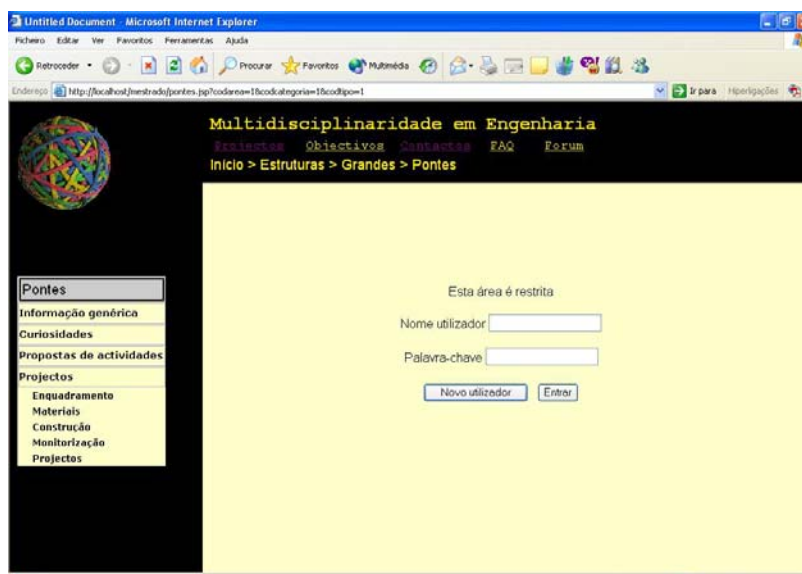 Untitled Document - Microsoft Internet Explorer
Ficheiro Editar Ver Favoritos Ferramentas Ajuda
Retroceder Procurar Favoritos Multimédia
Endereço http://localhost/mestrado/pontes.jsp?codarea=1&codcategoria=1&codtipo=1 Ir para Hiperligações
Multidisciplinaridade em Engenharia
Projectos Objectivos Contactos FAQ Forum
Início > Estruturas > Grandes > Pontes
Pontes
Informação genérica
Curiosidades
Propostas de actividades
Projectos
Enquadramento
Materiais
Construção
Monitorização
Projectos
Esta área é restrita
Nome utilizador
Palavra-chave
Novo utilizador Entrar